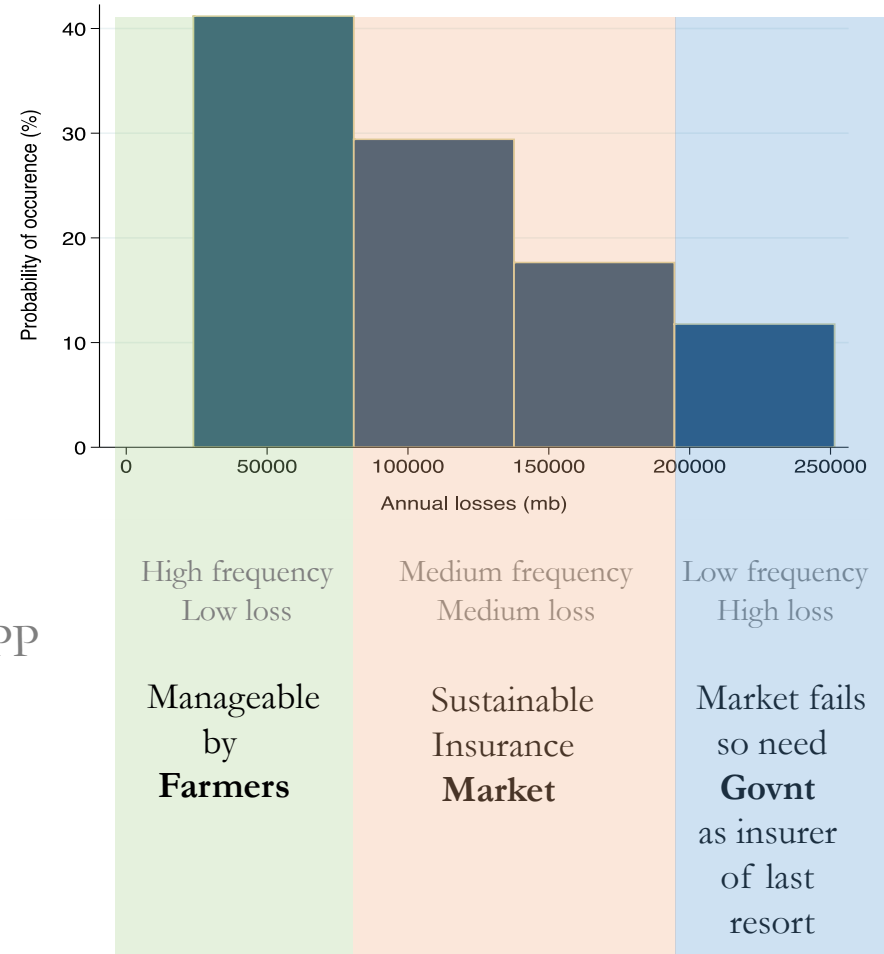 40
30
20
10
0
Probability of occurence (%)
0 50000 100000 150000 200000 250000
Annual losses (mb)
High frequency
Low loss
Medium frequency
Medium loss
Low frequency
High loss
PP
Manageable
by
Farmers
Sustainable
Insurance
Market
Market fails
so need
Govnt
as insurer
of last
resort